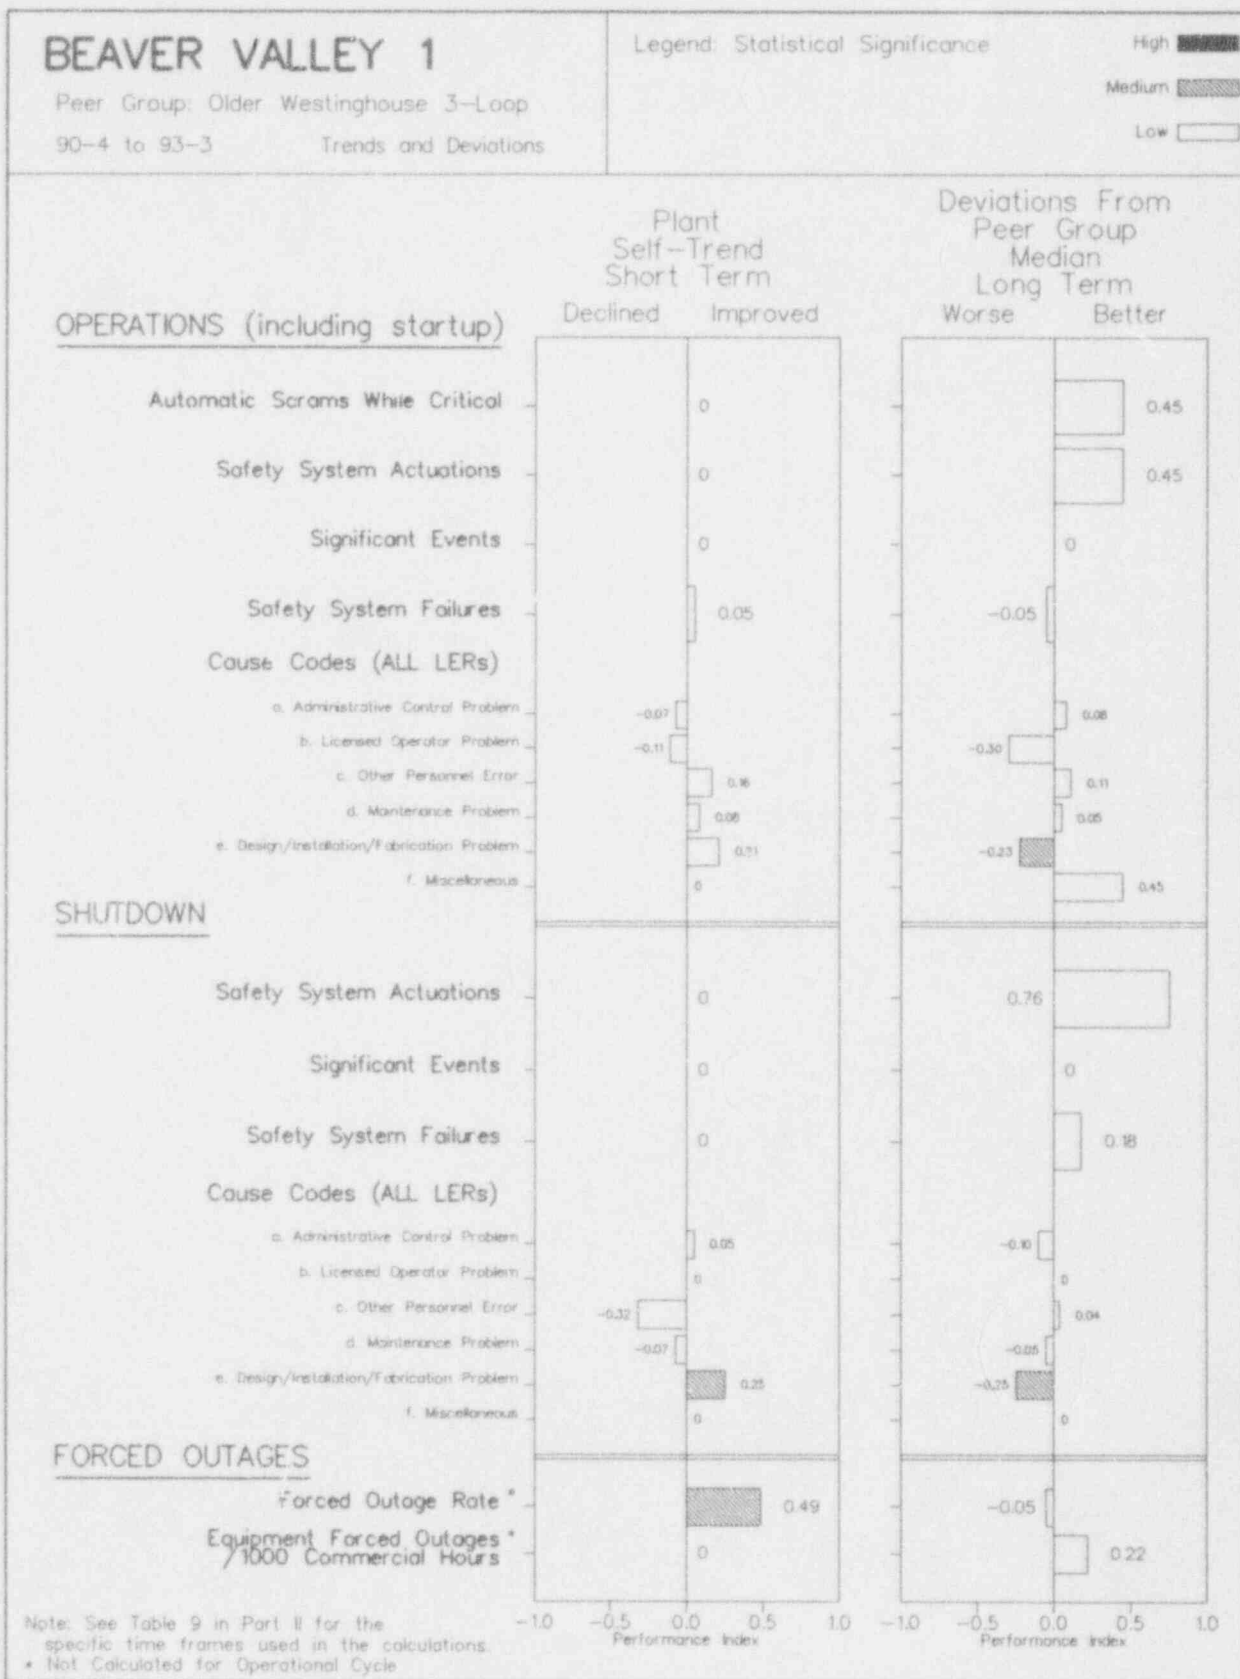 BEAVER VALLEY 1
Peer Group: Older Westinghouse 3-Loop
90-4 to 93-3 Trends and Deviations
Legend: Statistical Significance
High
Medium
Low
Plant
Self-Trend
Short Term
Declined Improved
Deviations From
Peer Group
Median
Long Term
Worse Better
OPERATIONS (including startup)
Automatic Scrams While Critical 0 0.45
Safety System Actuations 0 0.45
Significant Events 0 0
Safety System Failures 0.05 -0.05
Cause Codes (ALL LERs)
a. Administrative Control Problem -0.07 0.08
b. Licensed Operator Problem -0.11 -0.30
c. Other Personnel Error 0.16 0.11
d. Maintenance Problem 0.08 0.05
e. Design/Installation/Fabrication Problem 0.21 -0.23
f. Miscellaneous 0 0.45
SHUTDOWN
Safety System Actuations 0 0.76
Significant Events 0 0
Safety System Failures 0 0.18
Cause Codes (ALL LERs)
a. Administrative Control Problem 0.05 -0.10
b. Licensed Operator Problem 0 0
c. Other Personnel Error -0.32 0.04
d. Maintenance Problem -0.07 -0.05
e. Design/Installation/Fabrication Problem 0.25 -0.25
f. Miscellaneous 0 0
FORCED OUTAGES
Forced Outage Rate * 0.49 -0.05
Equipment Forced Outages *
/1000 Commercial Hours 0 0.22
-1.0 -0.5 0.0 0.5 1.0 -1.0 -0.5 0.0 0.5 1.0
Performance Index Performance Index
Note: See Table 9 in Part II for the
specific time frames used in the calculations.
* Not Calculated for Operational Cycle